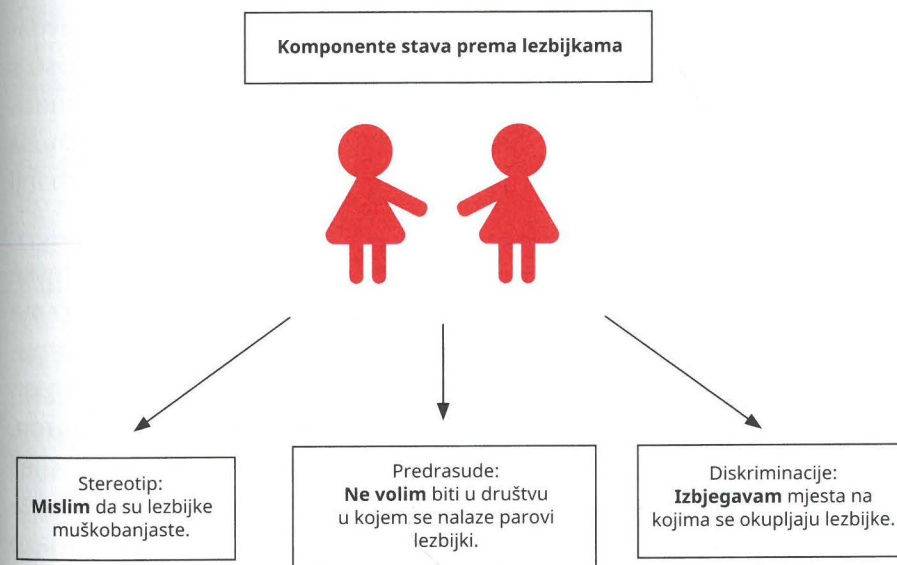 Komponente stava prema lezbijkama
Stereotip:
Mislim da su lezbijke
muškobanjaste.
Predrasude:
Ne volim biti u društvu
u kojem se nalaze parovi
lezbijki.
Diskriminacije:
Izbjegavam mjesta na
kojima se okupljaju lezbijke.